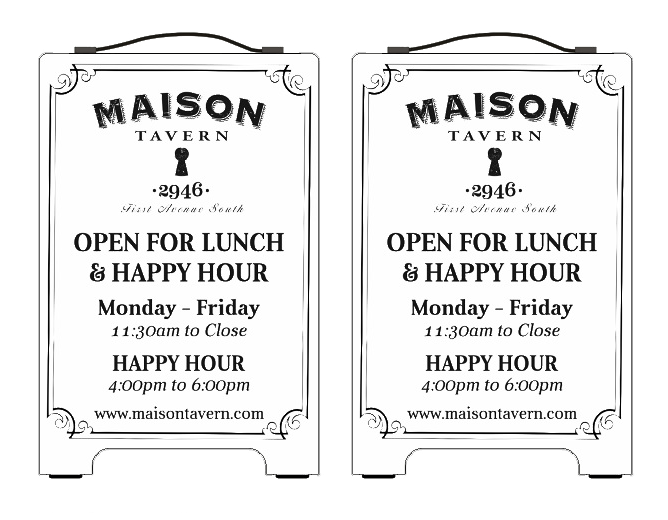 MAISON
TAVERN
·2946·
First Avenue South
OPEN FOR LUNCH
& HAPPY HOUR
Monday – Friday
11:30am to Close
HAPPY HOUR
4:00pm to 6:00pm
www.maisontavern.com
MAISON
TAVERN
·2946·
First Avenue South
OPEN FOR LUNCH
& HAPPY HOUR
Monday – Friday
11:30am to Close
HAPPY HOUR
4:00pm to 6:00pm
www.maisontavern.com